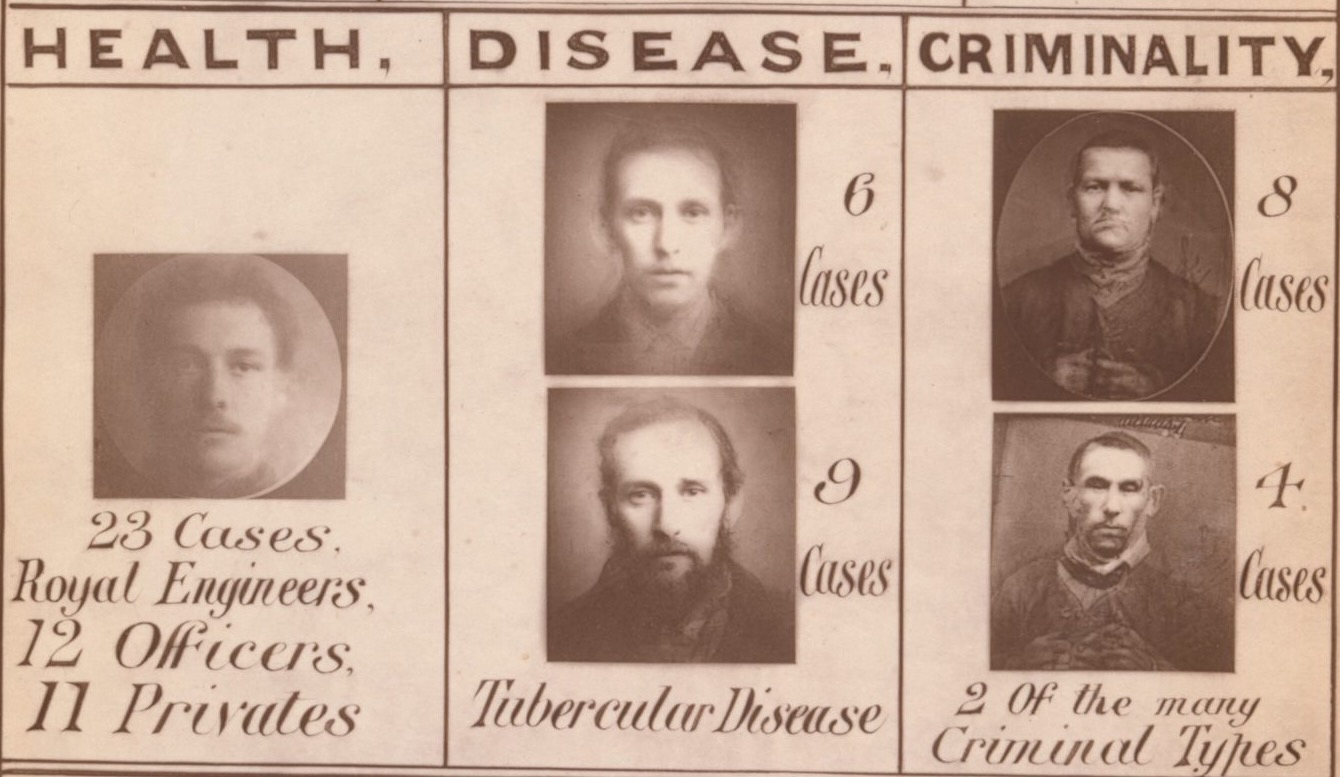 HEALTH,
DISEASE.
CRIMINALITY,
23 Cases.
Royal Engineers,
12 Officers,
11 Privates
6
Cases
9
Cases
Tubercular Disease
8
Cases
4
Cases
2 Of the many
Criminal Types